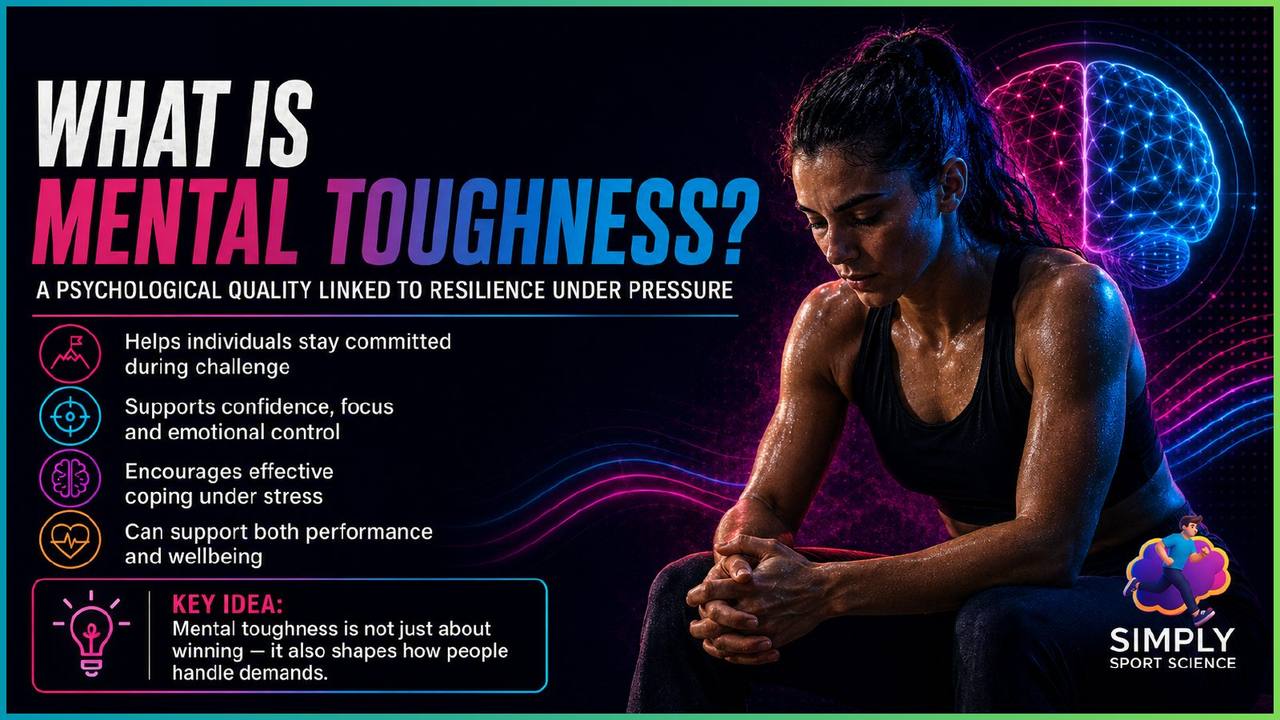 WHAT IS
MENTAL TOUGHNESS?
A PSYCHOLOGICAL QUALITY LINKED TO RESILIENCE UNDER PRESSURE
Helps individuals stay committed
during challenge
Supports confidence, focus
and emotional control
Encourages effective
coping under stress
Can support both performance
and wellbeing
KEY IDEA:
Mental toughness is not just about
winning — it also shapes how people
handle demands.
SIMPLY
SPORT SCIENCE